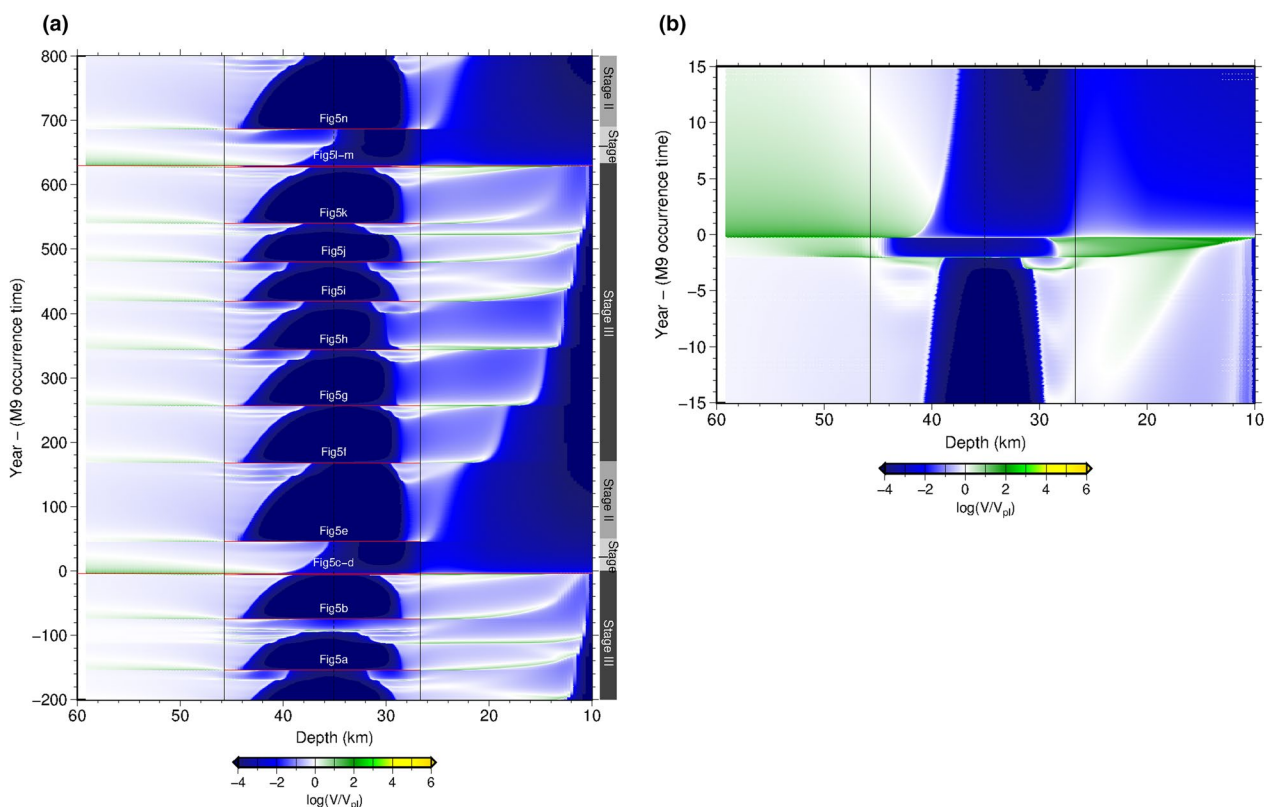 (a)
800
700
600
500
400
300
200
100
0
−100
−200
Year − (M9 occurrence time)
Fig5n
Fig5l−m
Fig5k
Fig5j
Fig5i
Fig5h
Fig5g
Fig5f
Fig5e
Fig5c−d
Fig5b
Fig5a
Stage II
Stage I
Stage III
Stage II
Stage I
Stage III
60 50 40 30 20 10
Depth (km)
−4 −2 0 2 4 6
log(V/Vpl)
(b)
15
10
5
0
−5
−10
−15
Year − (M9 occurrence time)
60 50 40 30 20 10
Depth (km)
−4 −2 0 2 4 6
log(V/Vpl)